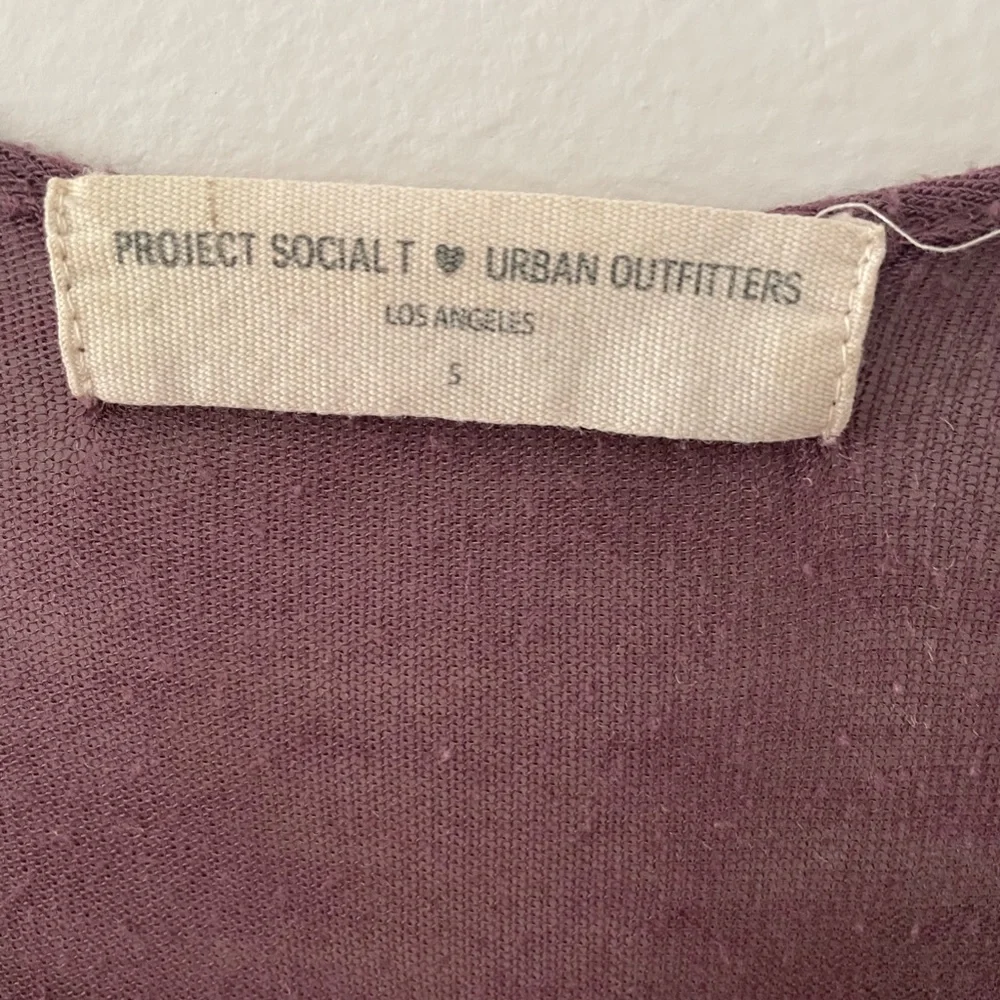 PROJECT SOCIAL T ♥ URBAN OUTFITTERS
LOS ANGELES
S